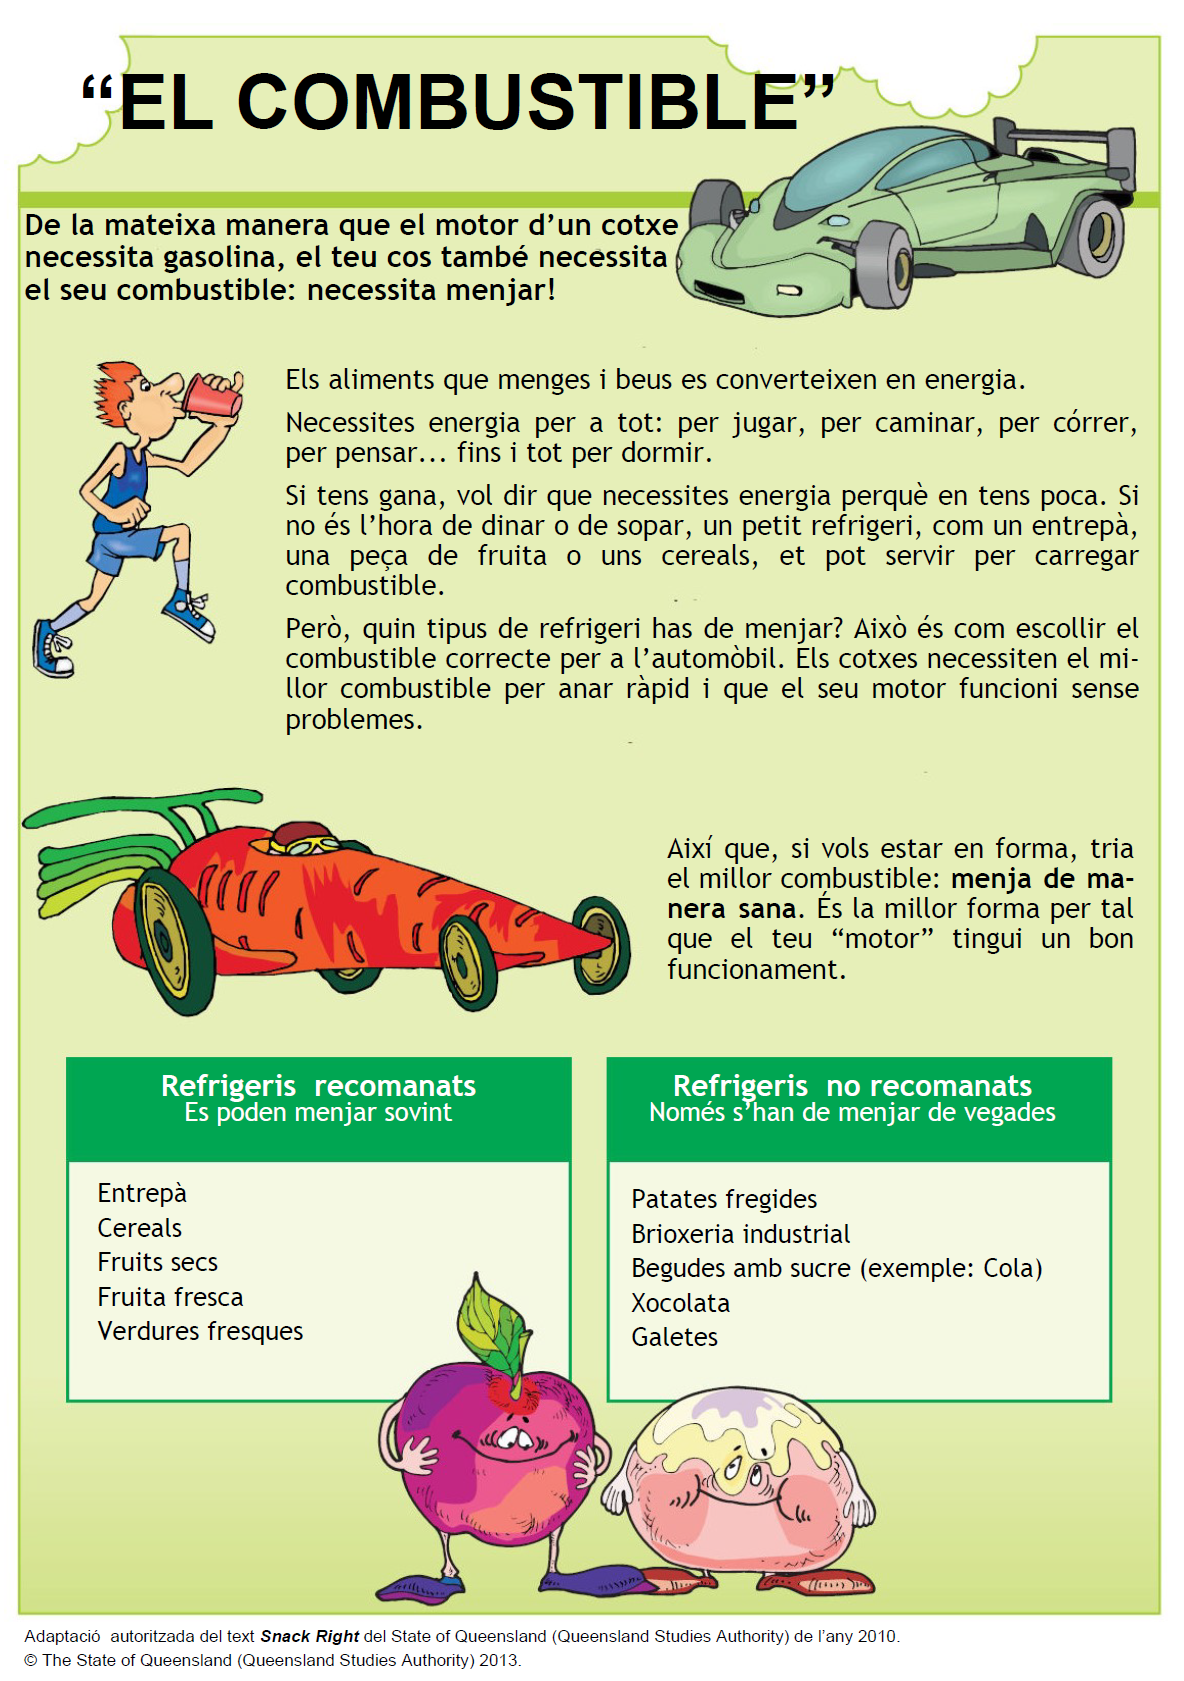 “EL COMBUSTIBLE”
De la mateixa manera que el motor d’un cotxe
necessita gasolina, el teu cos també necessita
el seu combustible: necessita menjar!
Els aliments que menges i beus es converteixen en energia.
Necessites energia per a tot: per jugar, per caminar, per córrer,
per pensar... fins i tot per dormir.
Si tens gana, vol dir que necessites energia perquè en tens poca. Si
no és l’hora de dinar o de sopar, un petit refrigeri, com un entrepà,
una peça de fruita o uns cereals, et pot servir per carregar
combustible.
Però, quin tipus de refrigeri has de menjar? Això és com escollir el
combustible correcte per a l’automòbil. Els cotxes necessiten el mi-
llor combustible per anar ràpid i que el seu motor funcioni sense
problemes.
Així que, si vols estar en forma, tria
el millor combustible: menja de ma-
nera sana. És la millor forma per tal
que el teu “motor” tingui un bon
funcionament.
Refrigeris recomanats
Es poden menjar sovint
Entrepà
Cereals
Fruits secs
Fruita fresca
Verdures fresques
Refrigeris no recomanats
Només s’han de menjar de vegades
Patates fregides
Brioxeria industrial
Begudes amb sucre (exemple: Cola)
Xocolata
Galetes
Adaptació autoritzada del text Snack Right del State of Queensland (Queensland Studies Authority) de l’any 2010.
© The State of Queensland (Queensland Studies Authority) 2013.